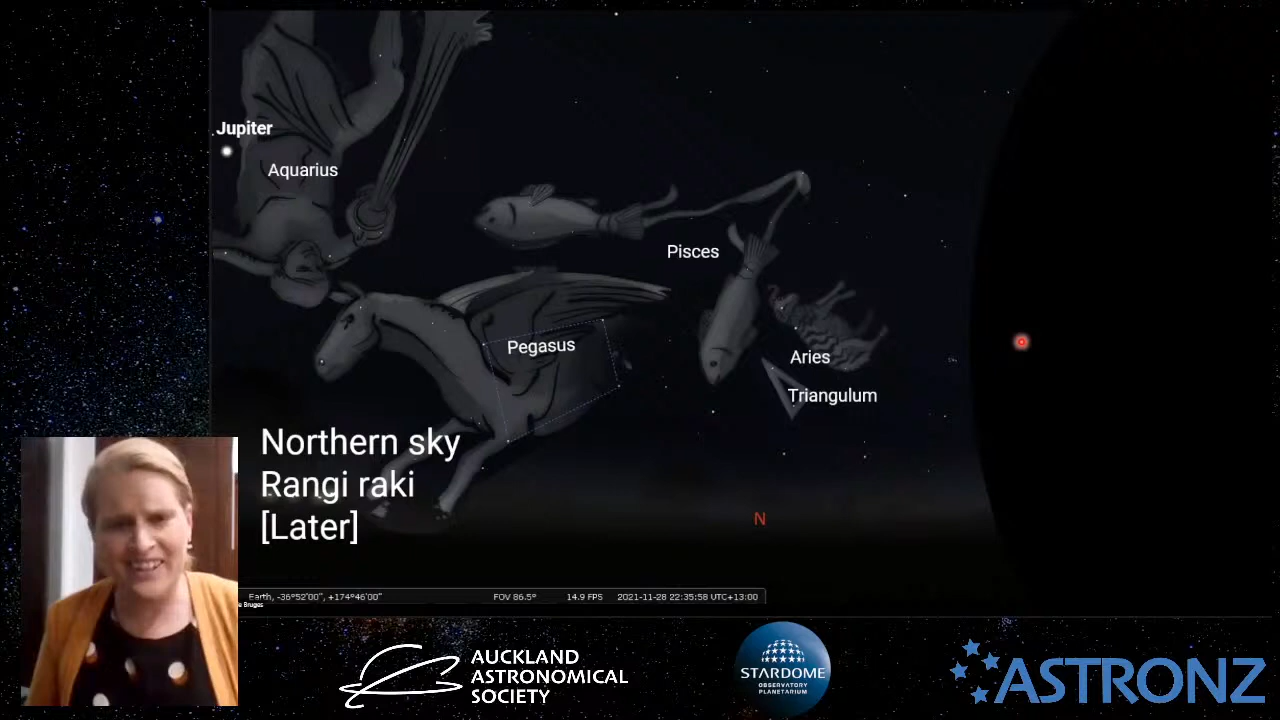 Jupiter
Aquarius
Pisces
Pegasus
Aries
Triangulum
Northern sky
Rangi raki
[Later]
N
Earth, -36°52'00", +174°46'00" FOV 86.5° 14.9 FPS 2021-11-28 22:35:58 UTC+13:00
Bruges
AUCKLAND
ASTRONOMICAL
SOCIETY
STARDOME
OBSERVATORY
PLANETARIUM
ASTRONZ